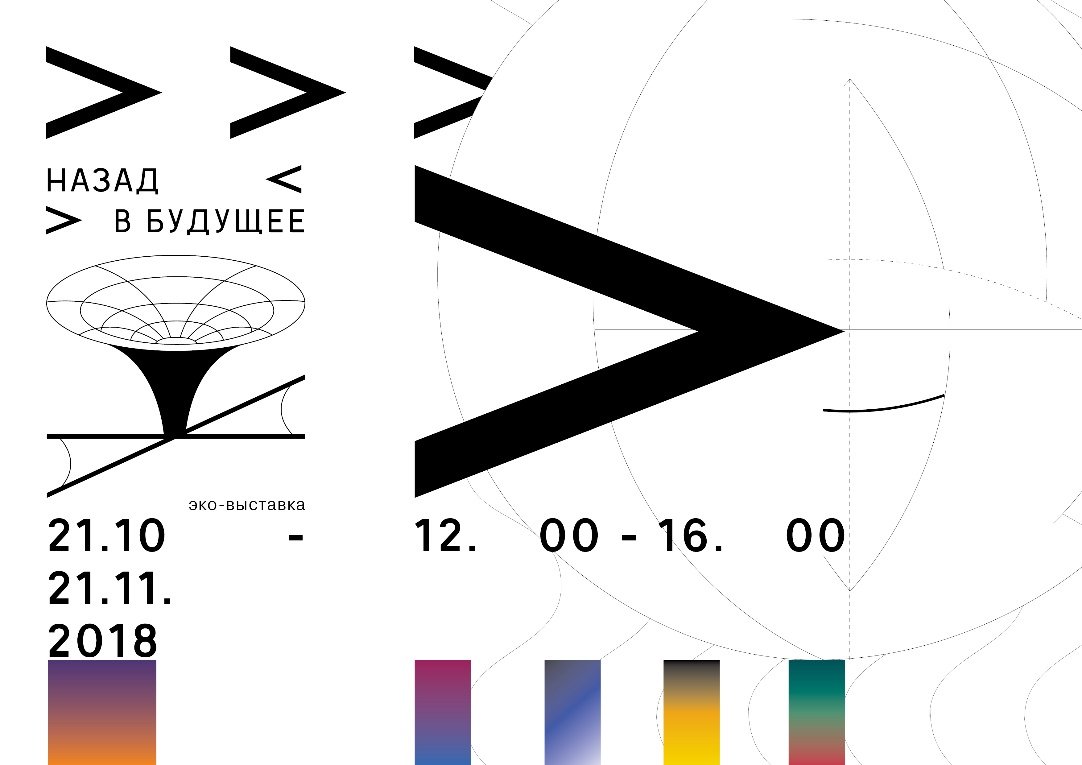 НАЗАД <
> В БУДУЩЕЕ
эко-выставка
21.10 -
21.11.
2018
12. 00 - 16. 00